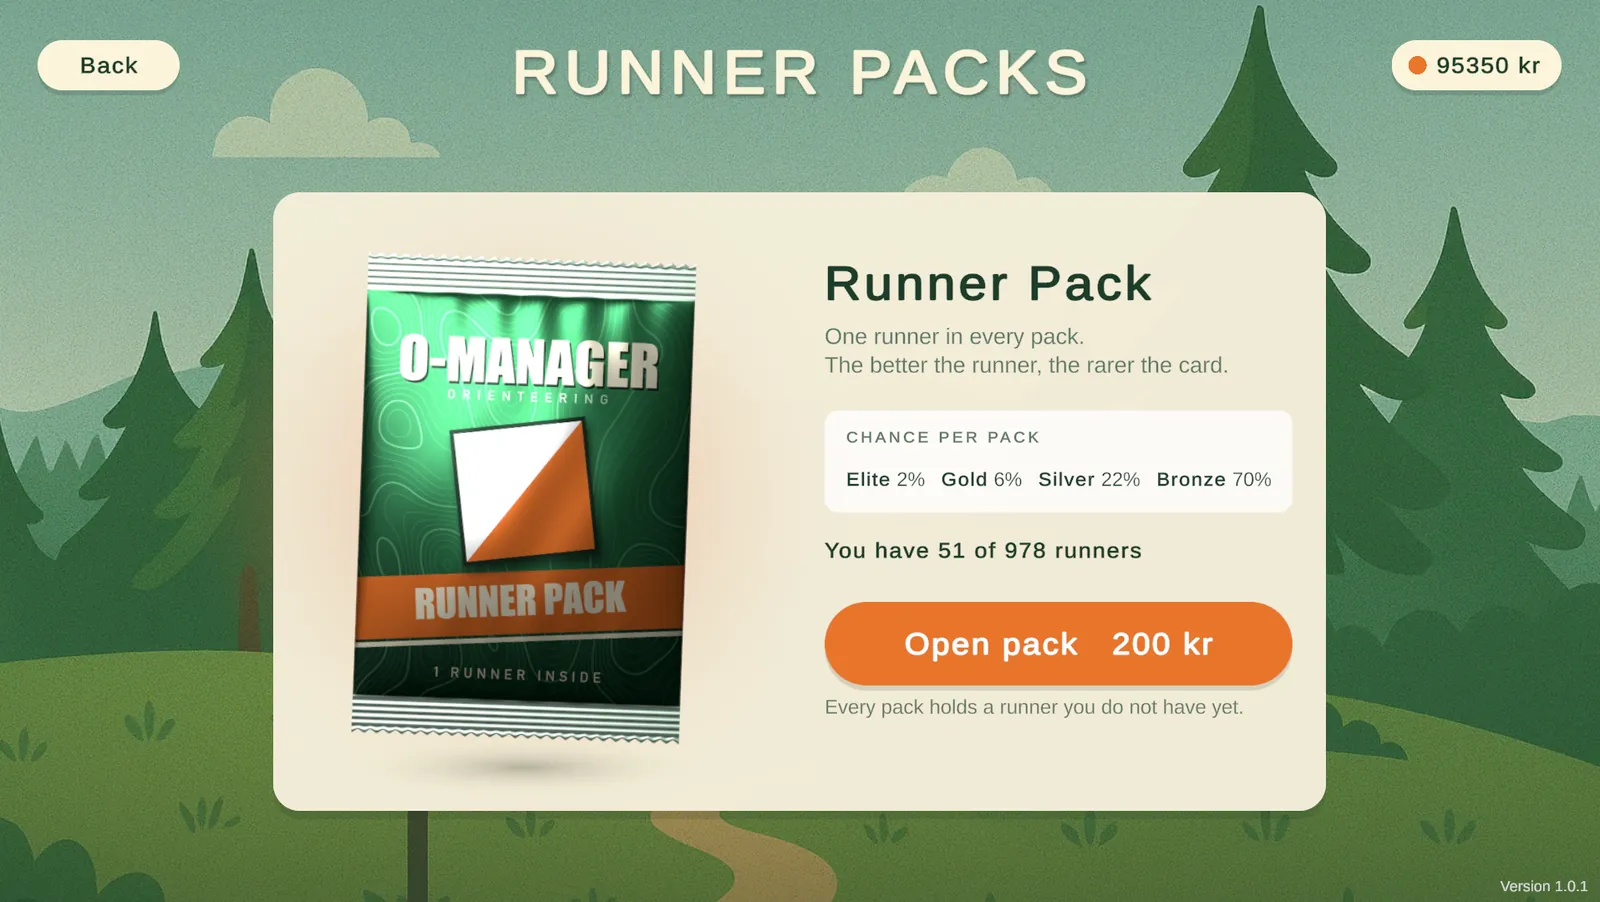 Back
RUNNER PACKS
95350 kr
O-MANAGER
ORIENTEERING
RUNNER PACK
1 RUNNER INSIDE
Runner Pack
One runner in every pack.
The better the runner, the rarer the card.
CHANCE PER PACK
Elite 2% Gold 6% Silver 22% Bronze 70%
You have 51 of 978 runners
Open pack 200 kr
Every pack holds a runner you do not have yet.
Version 1.0.1